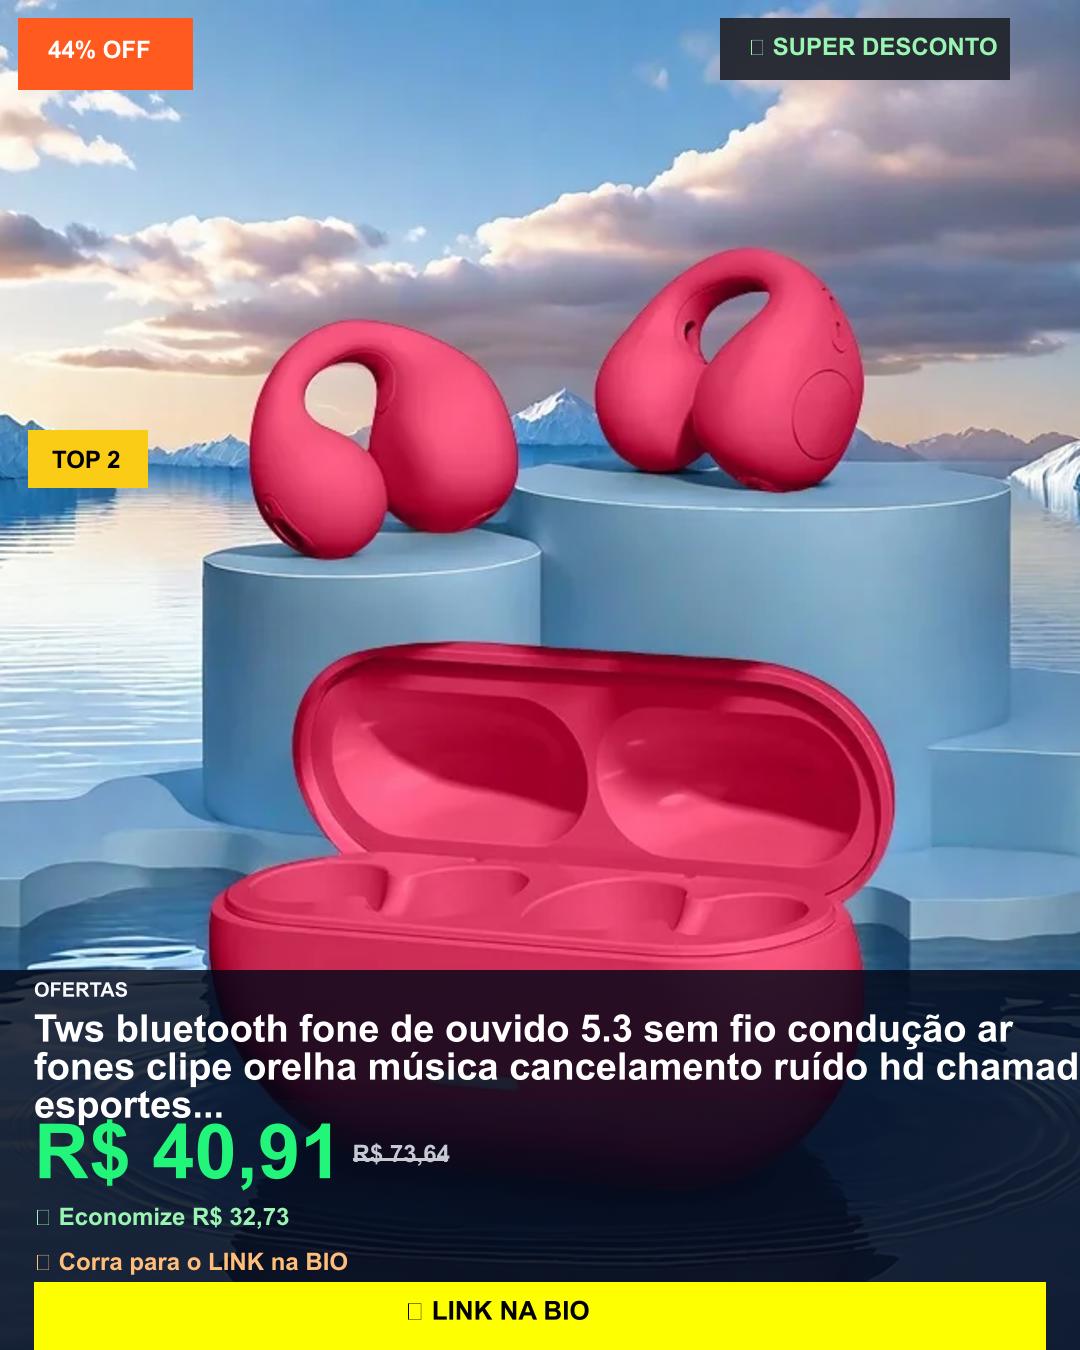 44% OFF
SUPER DESCONTO
TOP 2
OFERTAS
Tws bluetooth fone de ouvido 5.3 sem fio condução ar
fones clipe orelha música cancelamento ruído hd chamad
esportes...
R$ 40,91 R$ 73,64
Economize R$ 32,73
Corra para o LINK na BIO
LINK NA BIO